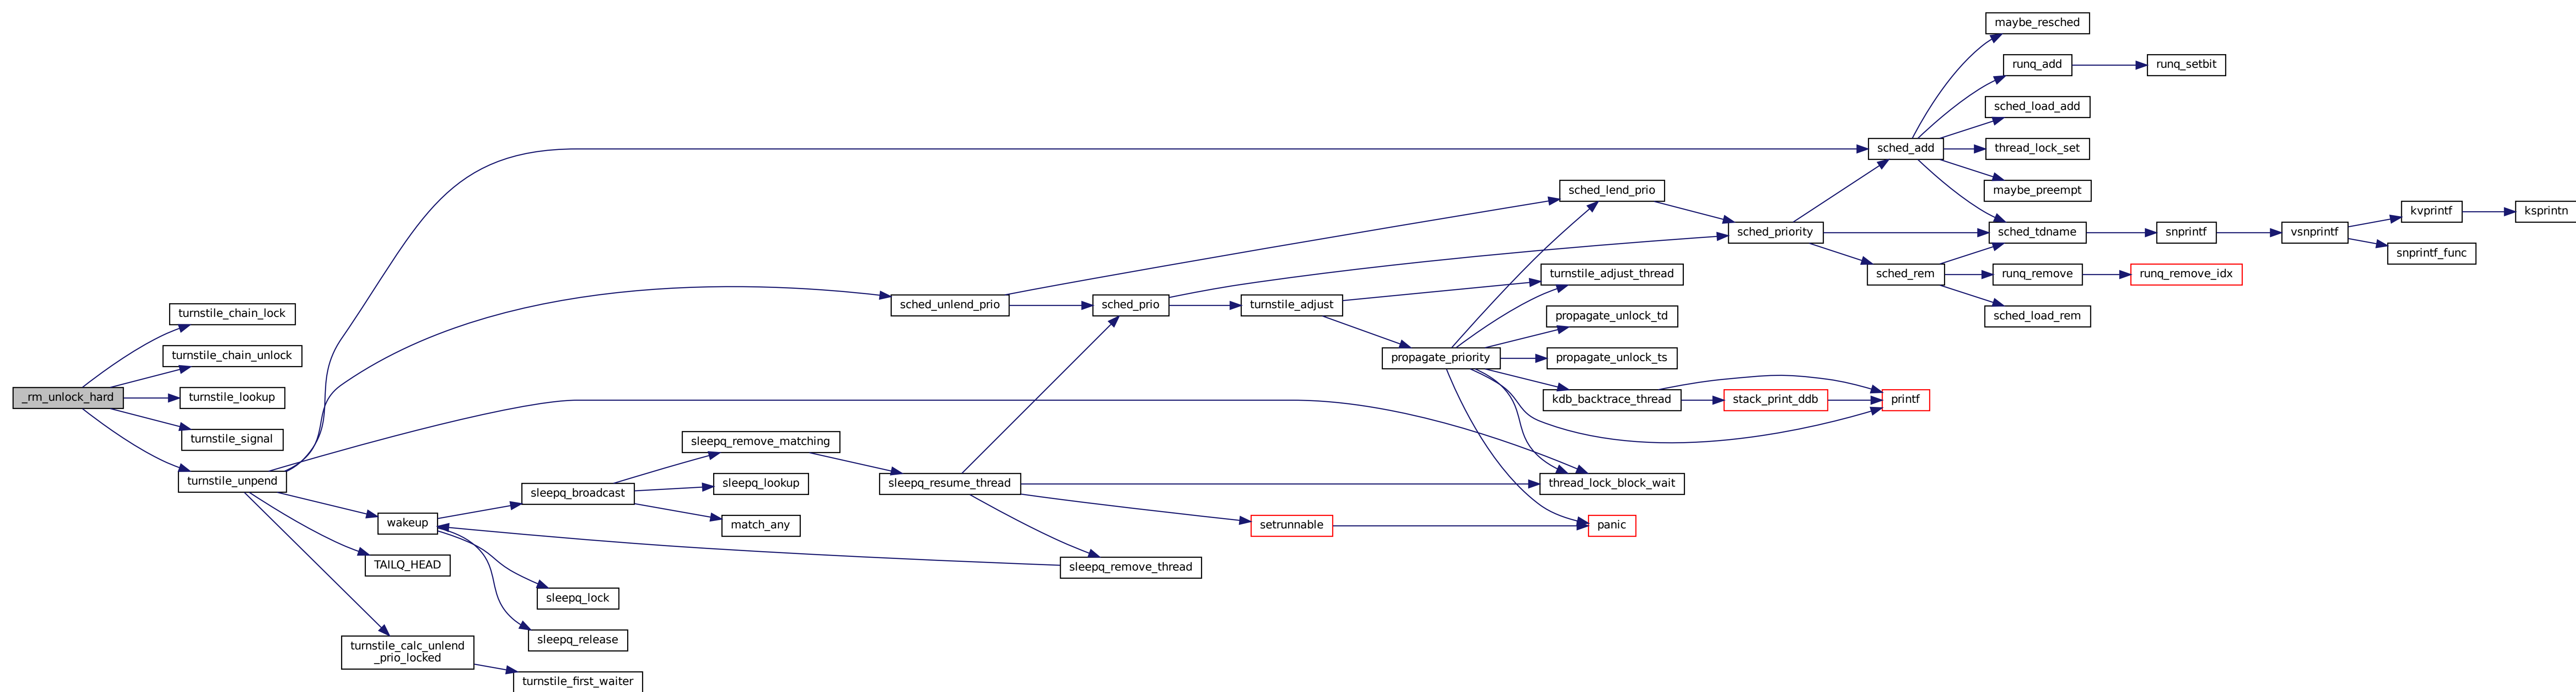 _rm_unlock_hard
turnstile_chain_lock
turnstile_chain_unlock
turnstile_lookup
turnstile_signal
turnstile_unpend
wakeup
TAILQ_HEAD
turnstile_calc_unlend
_prio_locked
sleepq_broadcast
sleepq_lock
sleepq_release
turnstile_first_waiter
sleepq_remove_matching
sleepq_lookup
match_any
sched_unlend_prio
sleepq_resume_thread
sched_prio
sleepq_remove_thread
turnstile_adjust
setrunnable
propagate_priority
sched_lend_prio
turnstile_adjust_thread
propagate_unlock_td
propagate_unlock_ts
kdb_backtrace_thread
thread_lock_block_wait
panic
sched_priority
stack_print_ddb
sched_add
sched_rem
printf
maybe_resched
runq_add
sched_load_add
thread_lock_set
maybe_preempt
sched_tdname
runq_remove
sched_load_rem
runq_setbit
snprintf
runq_remove_idx
vsnprintf
kvprintf
snprintf_func
ksprintn